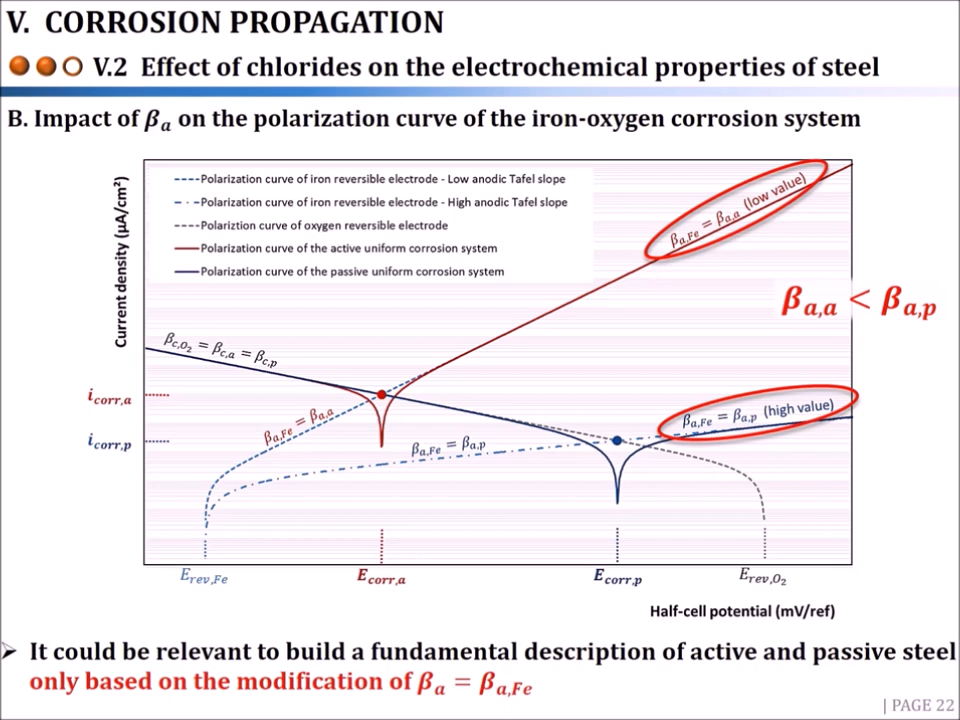 V. CORROSION PROPAGATION
V.2 Effect of chlorides on the electrochemical properties of steel
B. Impact of βa on the polarization curve of the iron-oxygen corrosion system
Current density (µA/cm²)
Polarization curve of iron reversible electrode - Low anodic Tafel slope
Polarization curve of iron reversible electrode - High anodic Tafel slope
Polariztion curve of oxygen reversible electrode
Polarization curve of the active uniform corrosion system
Polarization curve of the passive uniform corrosion system
βa,Fe = βa,a (low value)
βa,a < βa,p
βc,O2 = βc,a = βc,p
icorr,a
icorr,p
βa,Fe = βa,a
βa,Fe = βa,p
βa,Fe = βa,p (high value)
Erev,Fe
Ecorr,a
Ecorr,p
Erev,O2
Half-cell potential (mV/ref)
➢ It could be relevant to build a fundamental description of active and passive steel
only based on the modification of βa = βa,Fe
| PAGE 22